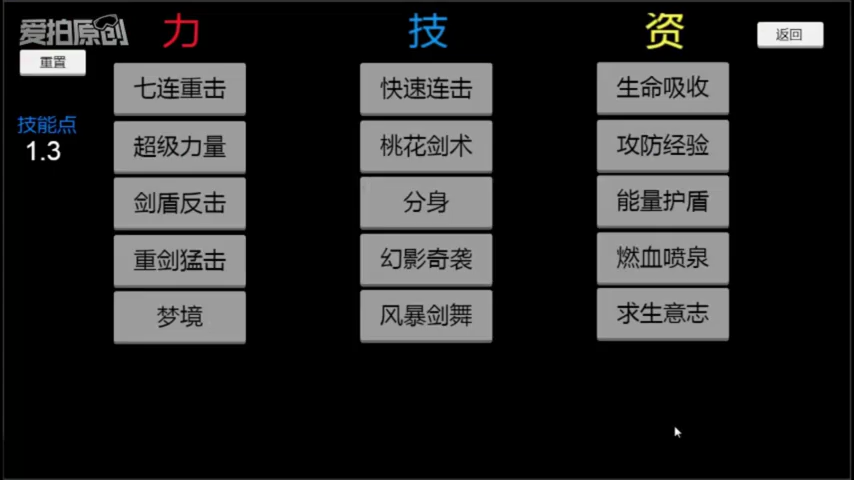 爱拍原创
力
技
资
返回
重置
技能点
1.3
七连重击
快速连击
生命吸收
超级力量
桃花剑术
攻防经验
剑盾反击
分身
能量护盾
重剑猛击
幻影奇袭
燃血喷泉
梦境
风暴剑舞
求生意志